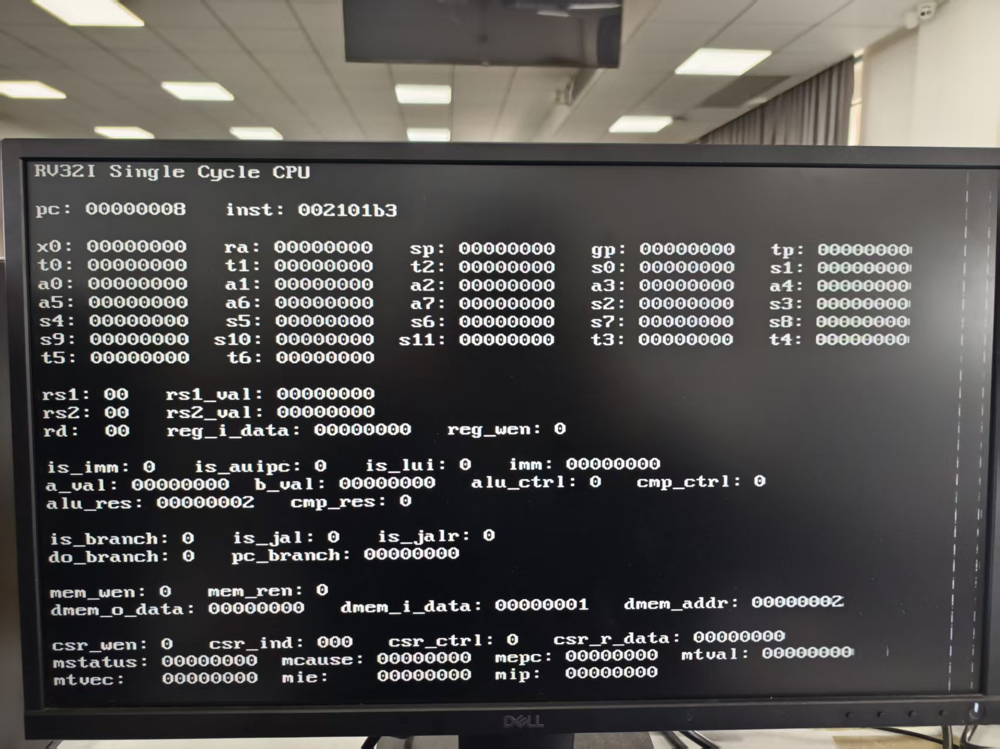 RV32I Single Cycle CPU
pc: 00000008 inst: 002101b3
x0: 00000000 ra: 00000000 sp: 00000000 gp: 00000000 tp: 00000000
t0: 00000000 t1: 00000000 t2: 00000000 s0: 00000000 s1: 00000000
a0: 00000000 a1: 00000000 a2: 00000000 a3: 00000000 a4: 00000000
a5: 00000000 a6: 00000000 a7: 00000000 s2: 00000000 s3: 00000000
s4: 00000000 s5: 00000000 s6: 00000000 s7: 00000000 s8: 00000000
s9: 00000000 s10: 00000000 s11: 00000000 t3: 00000000 t4: 00000000
t5: 00000000 t6: 00000000
rs1: 00 rs1_val: 00000000
rs2: 00 rs2_val: 00000000
rd: 00 reg_i_data: 00000000 reg_wen: 0
is_imm: 0 is_auipc: 0 is_lui: 0 imm: 00000000
a_val: 00000000 b_val: 00000000 alu_ctrl: 0 cmp_ctrl: 0
alu_res: 00000002 cmp_res: 0
is_branch: 0 is_jal: 0 is_jalr: 0
do_branch: 0 pc_branch: 00000000
mem_wen: 0 mem_ren: 0
dmem_o_data: 00000000 dmem_i_data: 00000001 dmem_addr: 00000002
csr_wen: 0 csr_ind: 000 csr_ctrl: 0 csr_r_data: 00000000
mstatus: 00000000 mcause: 00000000 mepc: 00000000 mtval: 00000000
mtvec: 00000000 mie: 00000000 mip: 00000000
DELL